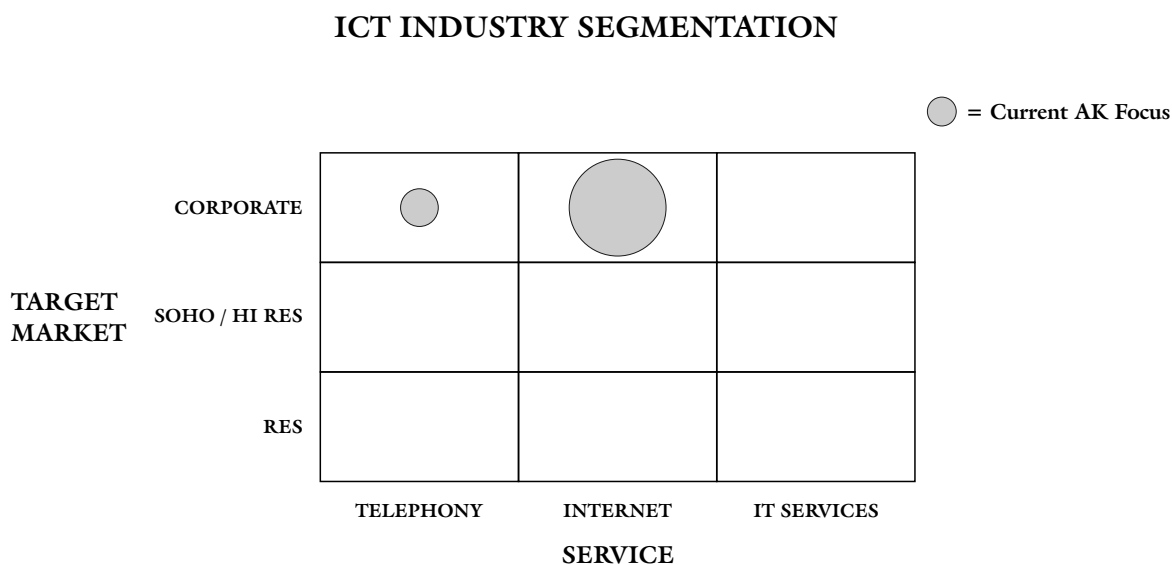 ICT INDUSTRY SEGMENTATION
= Current AK Focus
CORPORATE
TARGET
MARKET
SOHO / HI RES
RES
TELEPHONY
INTERNET
IT SERVICES
SERVICE